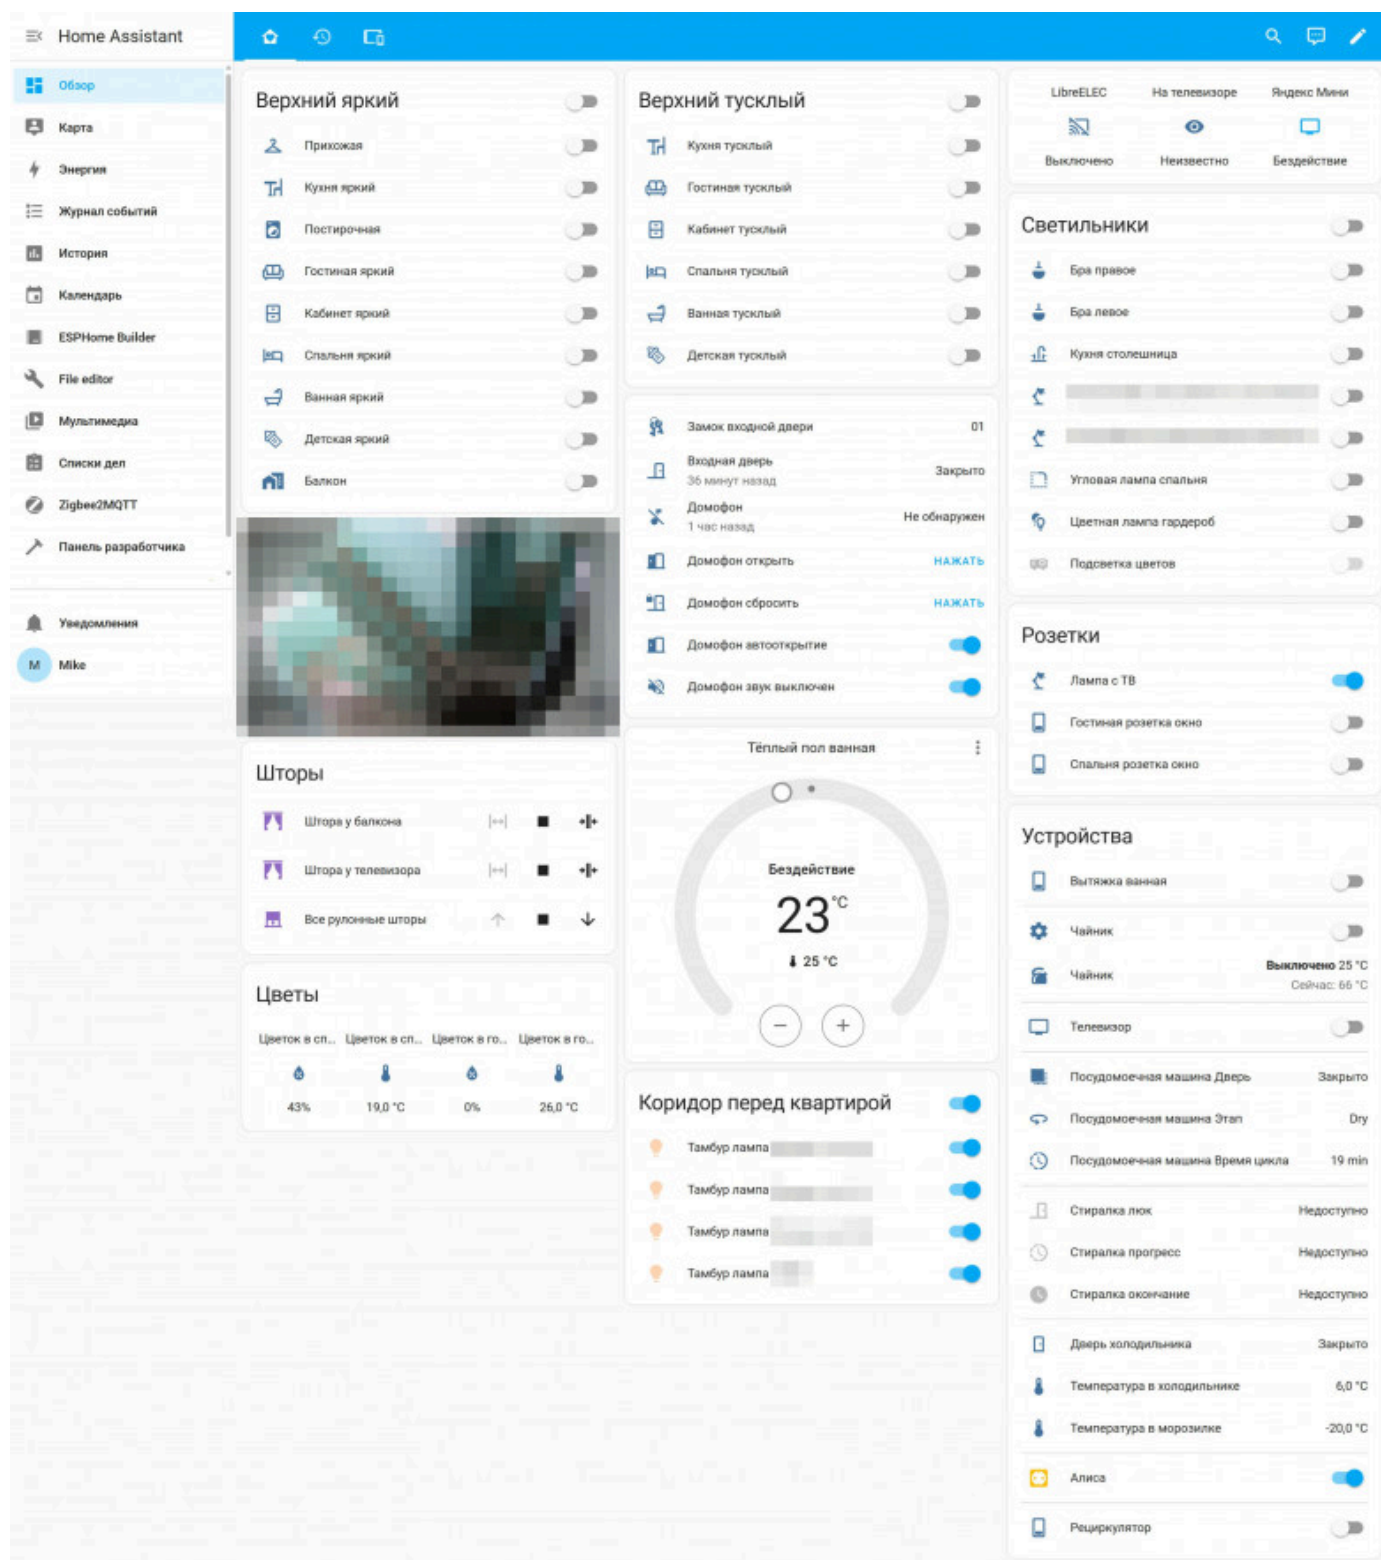 Home Assistant
Обзор
Карта
Энергия
Журнал событий
История
Календарь
ESPHome Builder
File editor
Мультимедиа
Списки дел
Zigbee2MQTT
Панель разработчика
Уведомления
M Mike
Верхний яркий
Прихожая
Кухня яркий
Постирочная
Гостиная яркий
Кабинет яркий
Спальня яркий
Ванная яркий
Детская яркий
Балкон
Шторы
Штора у балкона
Штора у телевизора
Все рулонные шторы
Цветы
Цветок в сп... Цветок в сп... Цветок в го... Цветок в го...
43% 19,0 °C 0% 26,0 °C
Верхний тусклый
Кухня тусклый
Гостиная тусклый
Кабинет тусклый
Спальня тусклый
Ванная тусклый
Детская тусклый
Замок входной двери 01
Входная дверь Закрыто
36 минут назад
Домофон Не обнаружен
1 час назад
Домофон открыть НАЖАТЬ
Домофон сбросить НАЖАТЬ
Домофон автооткрытие
Домофон звук выключен
Тёплый пол ванная
Бездействие
23 °C
25 °C
Коридор перед квартирой
Тамбур лампа
Тамбур лампа
Тамбур лампа
Тамбур лампа
LibreELEC На телевизоре Яндекс Мини
Выключено Неизвестно Бездействие
Светильники
Бра правое
Бра левое
Кухня столешница
Угловая лампа спальня
Цветная лампа гардероб
Подсветка цветов
Розетки
Лампа с ТВ
Гостиная розетка окно
Спальня розетка окно
Устройства
Вытяжка ванная
Чайник
Чайник Выключено 25 °C
Сейчас: 66 °C
Телевизор
Посудомоечная машина Дверь Закрыто
Посудомоечная машина Этап Dry
Посудомоечная машина Время цикла 19 min
Стиралка люк Недоступно
Стиралка прогресс Недоступно
Стиралка окончание Недоступно
Дверь холодильника Закрыто
Температура в холодильнике 6,0 °C
Температура в морозилке -20,0 °C
Алиса
Рециркулятор